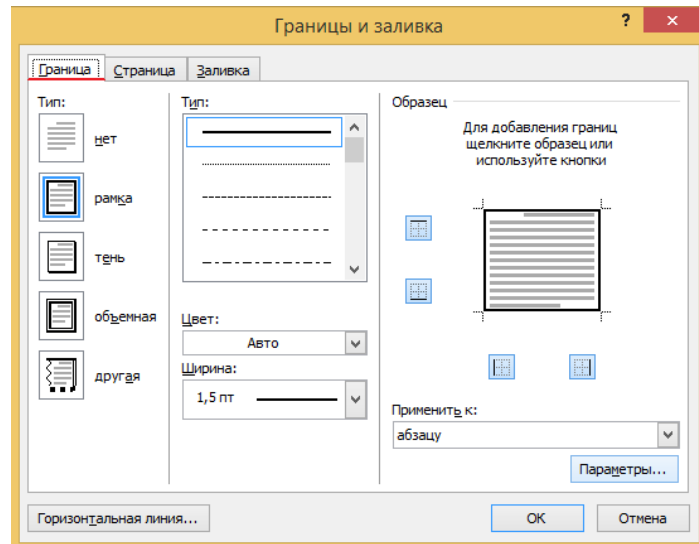 Границы и заливка
?
×
Граница
Страница
Заливка
Тип:
нет
рамка
тень
объемная
другая
Тип:
Цвет:
Авто
Ширина:
1,5 пт
Образец
Для добавления границ
щелкните образец или
используйте кнопки
Применить к:
абзацу
Параметры...
Горизонтальная линия...
ОК
Отмена